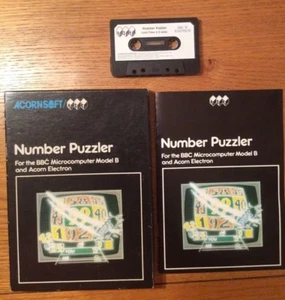 Number Puzzler
ACORNSOFT
Number Puzzler
For the BBC Microcomputer Model B
and Acorn Electron
Number Puzzler
For the BBC Microcomputer Model B
and Acorn Electron